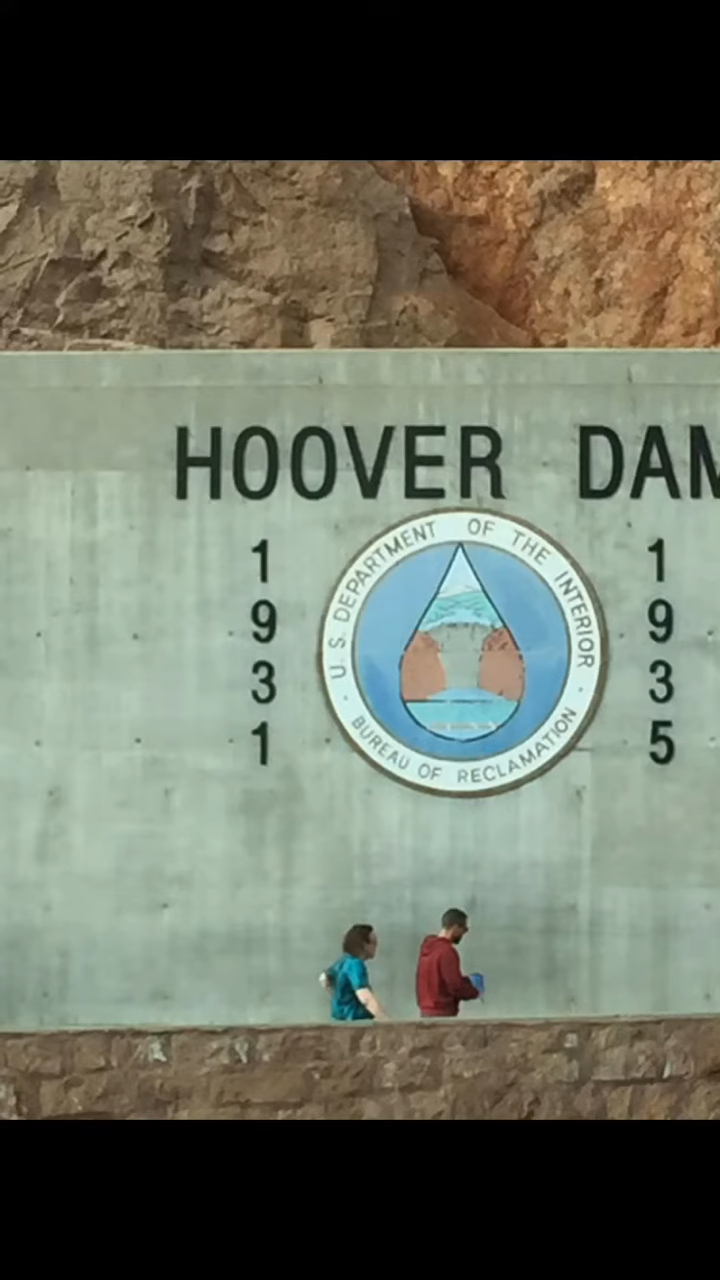 HOOVER DAM
1931
1935
U.S. DEPARTMENT OF THE INTERIOR
BUREAU OF RECLAMATION